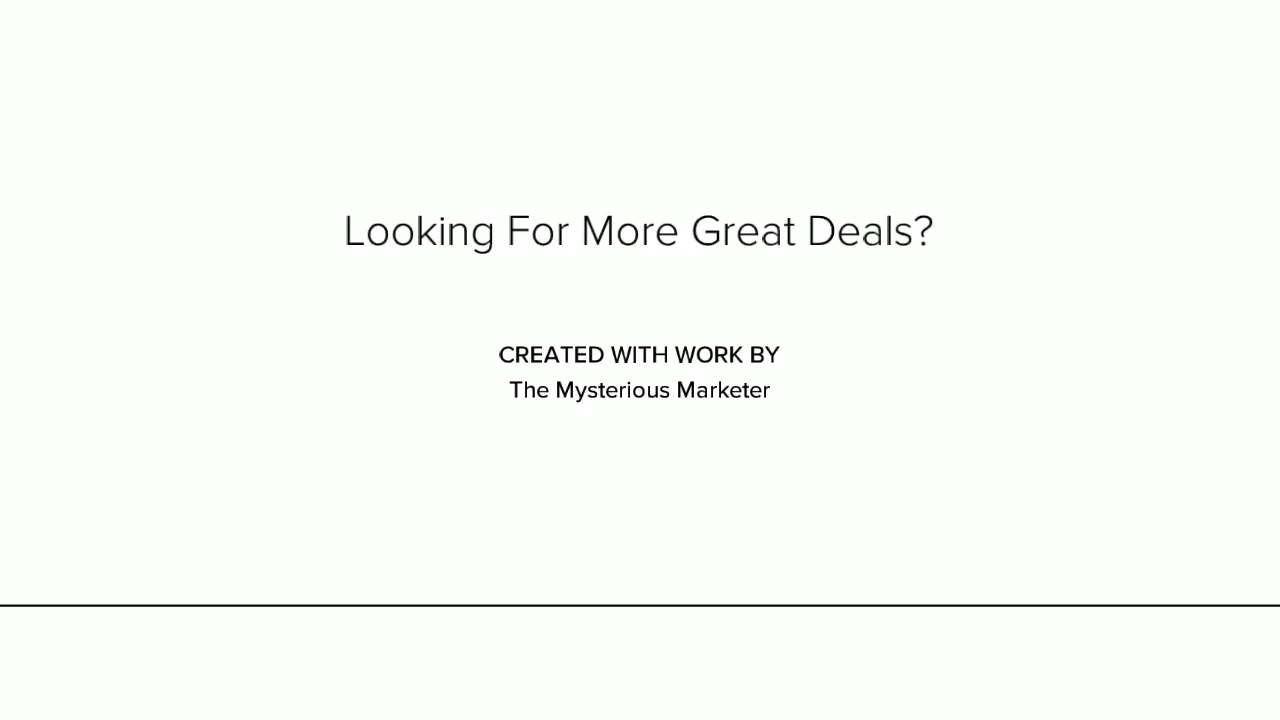 Looking For More Great Deals?
CREATED WITH WORK BY
The Mysterious Marketer